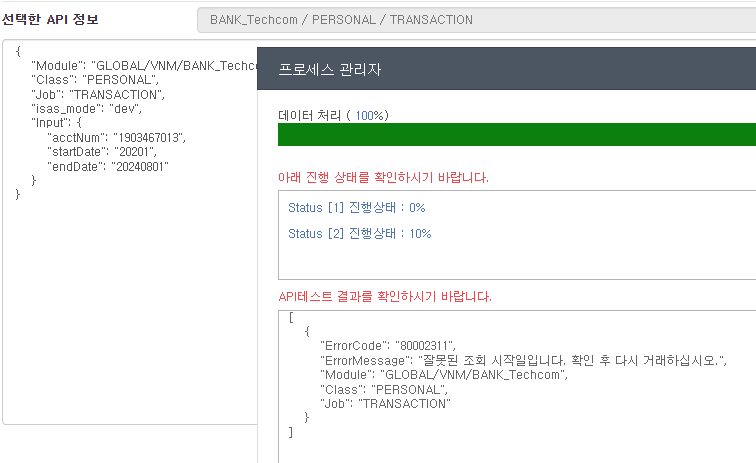 선택한 API 정보
BANK_Techcom / PERSONAL / TRANSACTION
{
"Module": "GLOBAL/VNM/BANK_Techco
"Class": "PERSONAL",
"Job": "TRANSACTION",
"isas_mode": "dev",
"Input": {
"acctNum": "1903467013",
"startDate": "20201",
"endDate": "20240801"
}
}
프로세스 관리자
데이터 처리 ( 100%)
아래 진행 상태를 확인하시기 바랍니다.
Status [1] 진행상태 : 0%
Status [2] 진행상태 : 10%
API테스트 결과를 확인하시기 바랍니다.
[
{
"ErrorCode": "80002311",
"ErrorMessage": "잘못된 조회 시작일입니다. 확인 후 다시 거래하십시오.",
"Module": "GLOBAL/VNM/BANK_Techcom",
"Class": "PERSONAL",
"Job": "TRANSACTION"
}
]